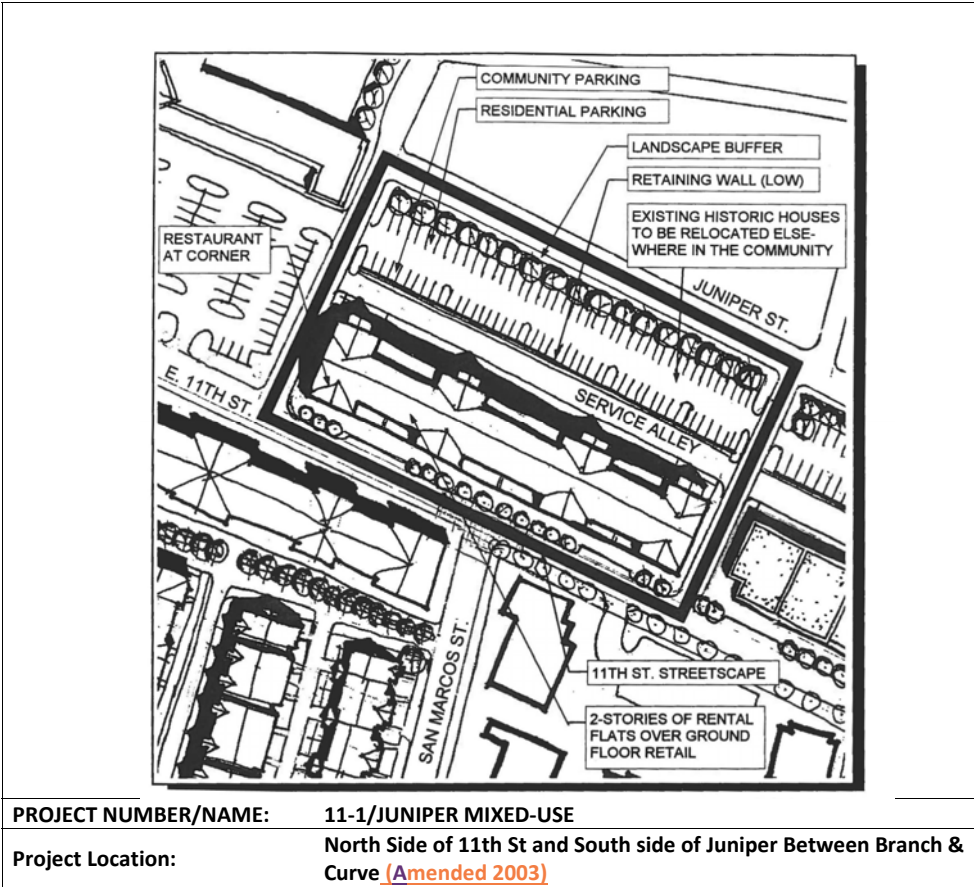 COMMUNITY PARKING
RESIDENTIAL PARKING
LANDSCAPE BUFFER
RETAINING WALL (LOW)
EXISTING HISTORIC HOUSES
TO BE RELOCATED ELSE-
WHERE IN THE COMMUNITY
RESTAURANT
AT CORNER
JUNIPER ST.
E. 11TH ST.
SERVICE ALLEY
SAN MARCOS ST.
11TH ST. STREETSCAPE
2-STORIES OF RENTAL
FLATS OVER GROUND
FLOOR RETAIL
PROJECT NUMBER/NAME: 11-1/JUNIPER MIXED-USE
Project Location: North Side of 11th St and South side of Juniper Between Branch &
Curve (Amended 2003)